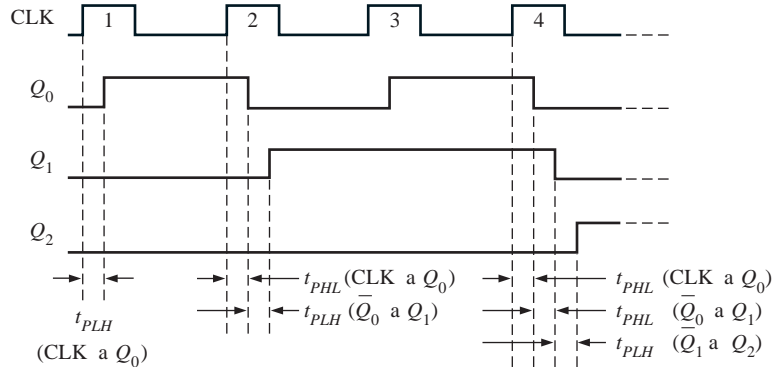 CLK 1 2 3 4
Q0
Q1
Q2
tPHL (CLK a Q0) tPHL (CLK a Q0)
tPLH tPLH (Q̅0 a Q1) tPHL (Q̅0 a Q1)
(CLK a Q0) tPLH (Q̅1 a Q2)